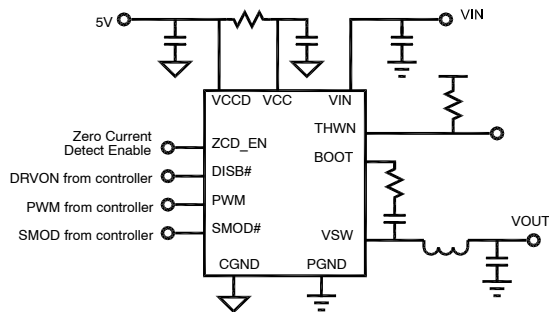 5V
VIN
VCCD VCC VIN
THWN
Zero Current
Detect Enable
ZCD_EN
BOOT
DRVON from controller
DISB#
PWM from controller
PWM
SMOD from controller
SMOD#
VSW
VOUT
CGND PGND